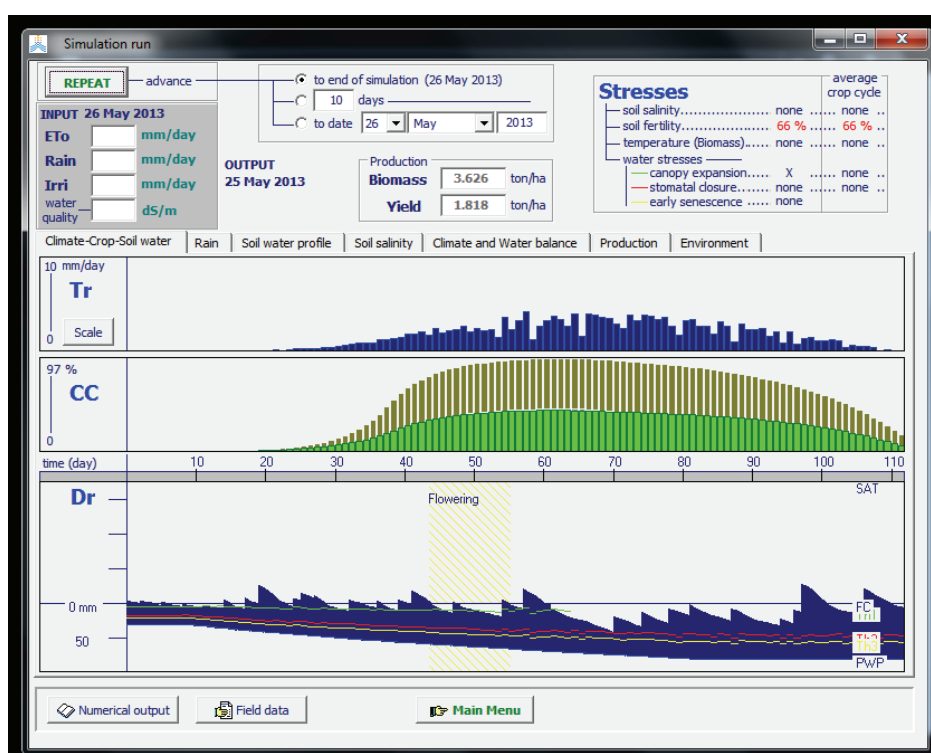 Simulation run
REPEAT
advance
to end of simulation (26 May 2013)
10 days
to date 26 May 2013
INPUT 26 May 2013
ETo mm/day
Rain mm/day
Irri mm/day
water quality dS/m
OUTPUT
25 May 2013
Production
Biomass 3.626 ton/ha
Yield 1.818 ton/ha
Stresses
average
crop cycle
soil salinity.................... none ...... none ..
soil fertility.................... 66 % ...... 66 % ..
temperature (Biomass)..... none ...... none ..
water stresses
canopy expansion..... X ...... none ..
stomatal closure....... none ...... none ..
early senescence ..... none
Climate-Crop-Soil water Rain Soil water profile Soil salinity Climate and Water balance Production Environment
10 mm/day
Tr
0
Scale
97 %
CC
0
time (day) 10 20 30 40 50 60 70 80 90 100 110
Dr
Flowering
SAT
0 mm
FC
50
Th3
PWP
Numerical output Field data Main Menu